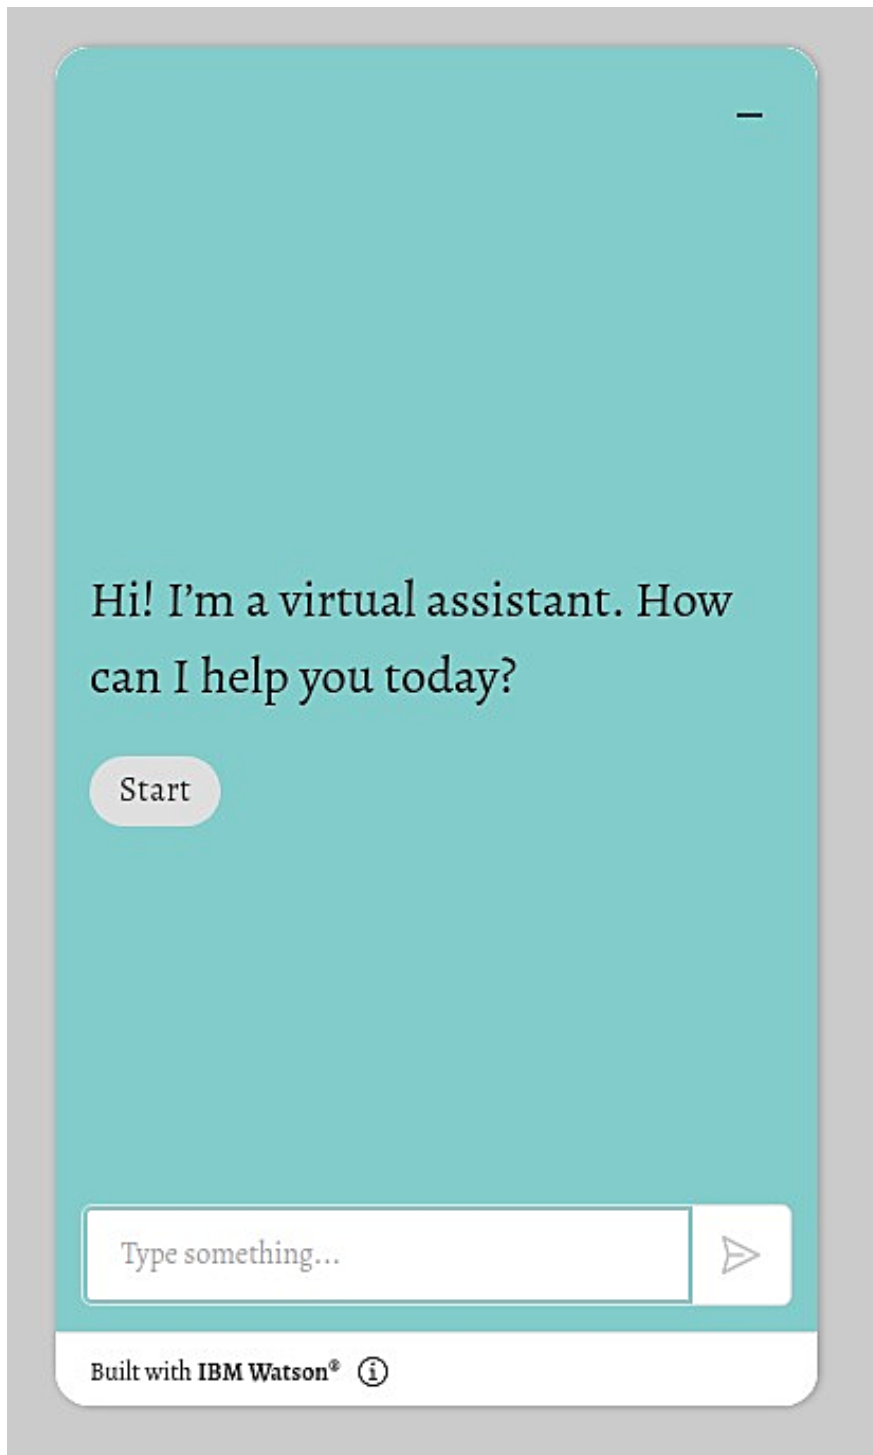 Hi! I’m a virtual assistant. How
can I help you today?
Start
Type something...
Built with IBM Watson®